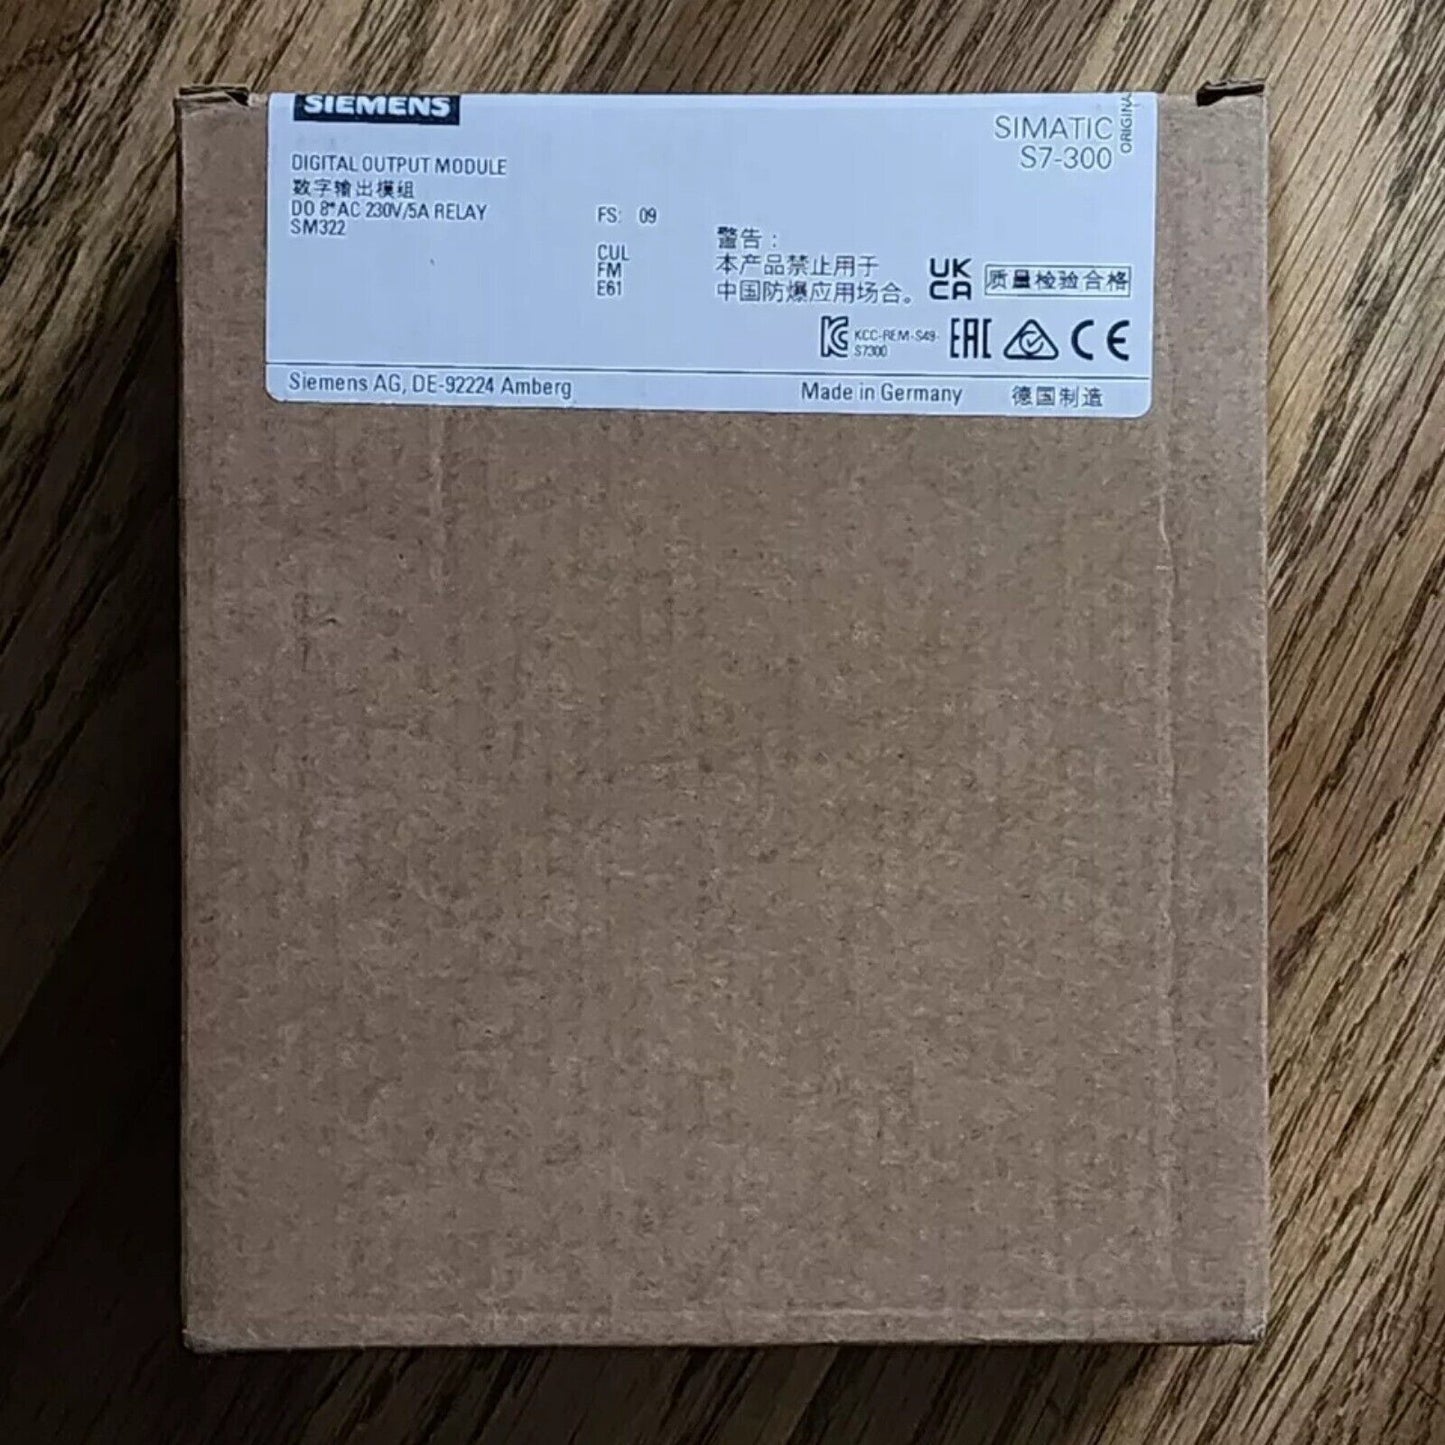 SIEMENS
SIMATIC
S7-300
ORIGINA
DIGITAL OUTPUT MODULE
数字输出模组
DO 8*AC 230V/5A RELAY
SM322
FS: 09
CUL
FM
E61
警告：
本产品禁止用于
中国防爆应用场合。
UK
CA
质量检验合格
KCC-REM-S49-
S7300
EAC
CE
Siemens AG, DE-92224 Amberg
Made in Germany 德国制造